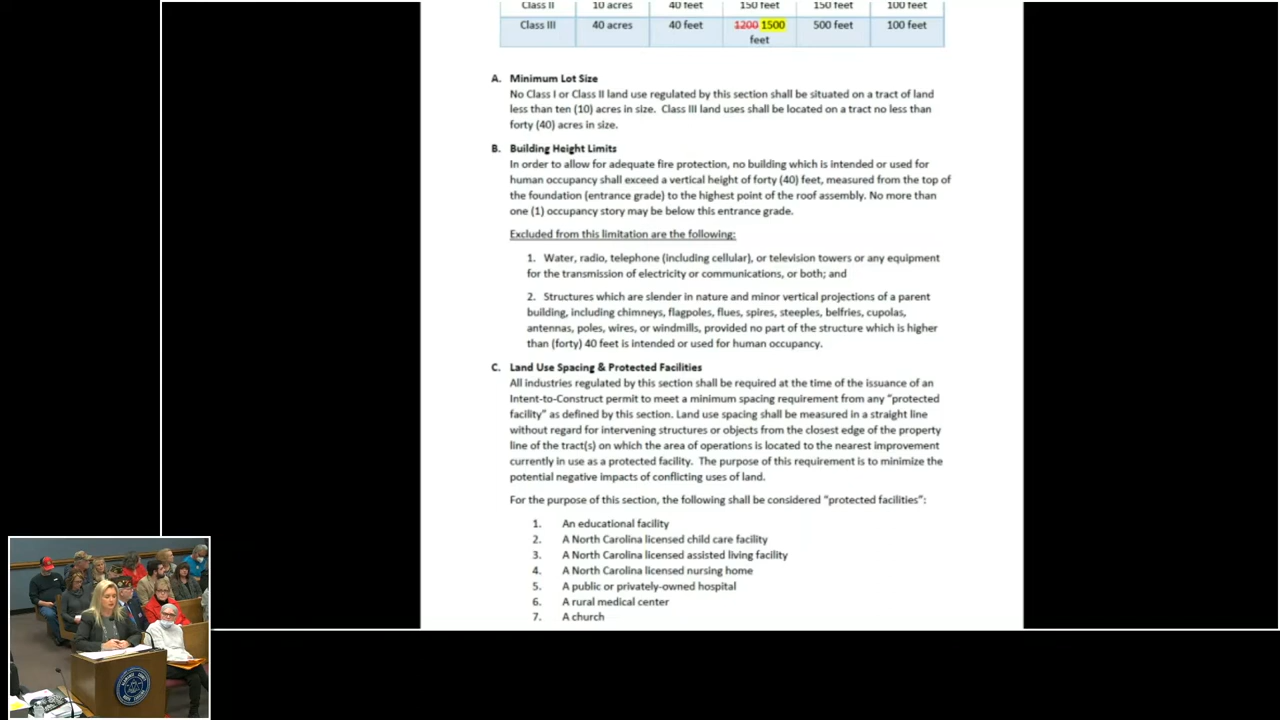 Class II 10 acres 40 feet 150 feet 150 feet 100 feet
Class III 40 acres 40 feet 1200 1500 500 feet 100 feet
feet
A. Minimum Lot Size
No Class I or Class II land use regulated by this section shall be situated on a tract of land
less than ten (10) acres in size. Class III land uses shall be located on a tract no less than
forty (40) acres in size.
B. Building Height Limits
In order to allow for adequate fire protection, no building which is intended or used for
human occupancy shall exceed a vertical height of forty (40) feet, measured from the top of
the foundation (entrance grade) to the highest point of the roof assembly. No more than
one (1) occupancy story may be below this entrance grade.
Excluded from this limitation are the following:
1. Water, radio, telephone (including cellular), or television towers or any equipment
for the transmission of electricity or communications, or both; and
2. Structures which are slender in nature and minor vertical projections of a parent
building, including chimneys, flagpoles, flues, spires, steeples, belfries, cupolas,
antennas, poles, wires, or windmills, provided no part of the structure which is higher
than (forty) 40 feet is intended or used for human occupancy.
C. Land Use Spacing & Protected Facilities
All industries regulated by this section shall be required at the time of the issuance of an
Intent-to-Construct permit to meet a minimum spacing requirement from any "protected
facility" as defined by this section. Land use spacing shall be measured in a straight line
without regard for intervening structures or objects from the closest edge of the property
line of the tract(s) on which the area of operations is located to the nearest improvement
currently in use as a protected facility. The purpose of this requirement is to minimize the
potential negative impacts of conflicting uses of land.
For the purpose of this section, the following shall be considered "protected facilities":
1. An educational facility
2. A North Carolina licensed child care facility
3. A North Carolina licensed assisted living facility
4. A North Carolina licensed nursing home
5. A public or privately-owned hospital
6. A rural medical center
7. A church